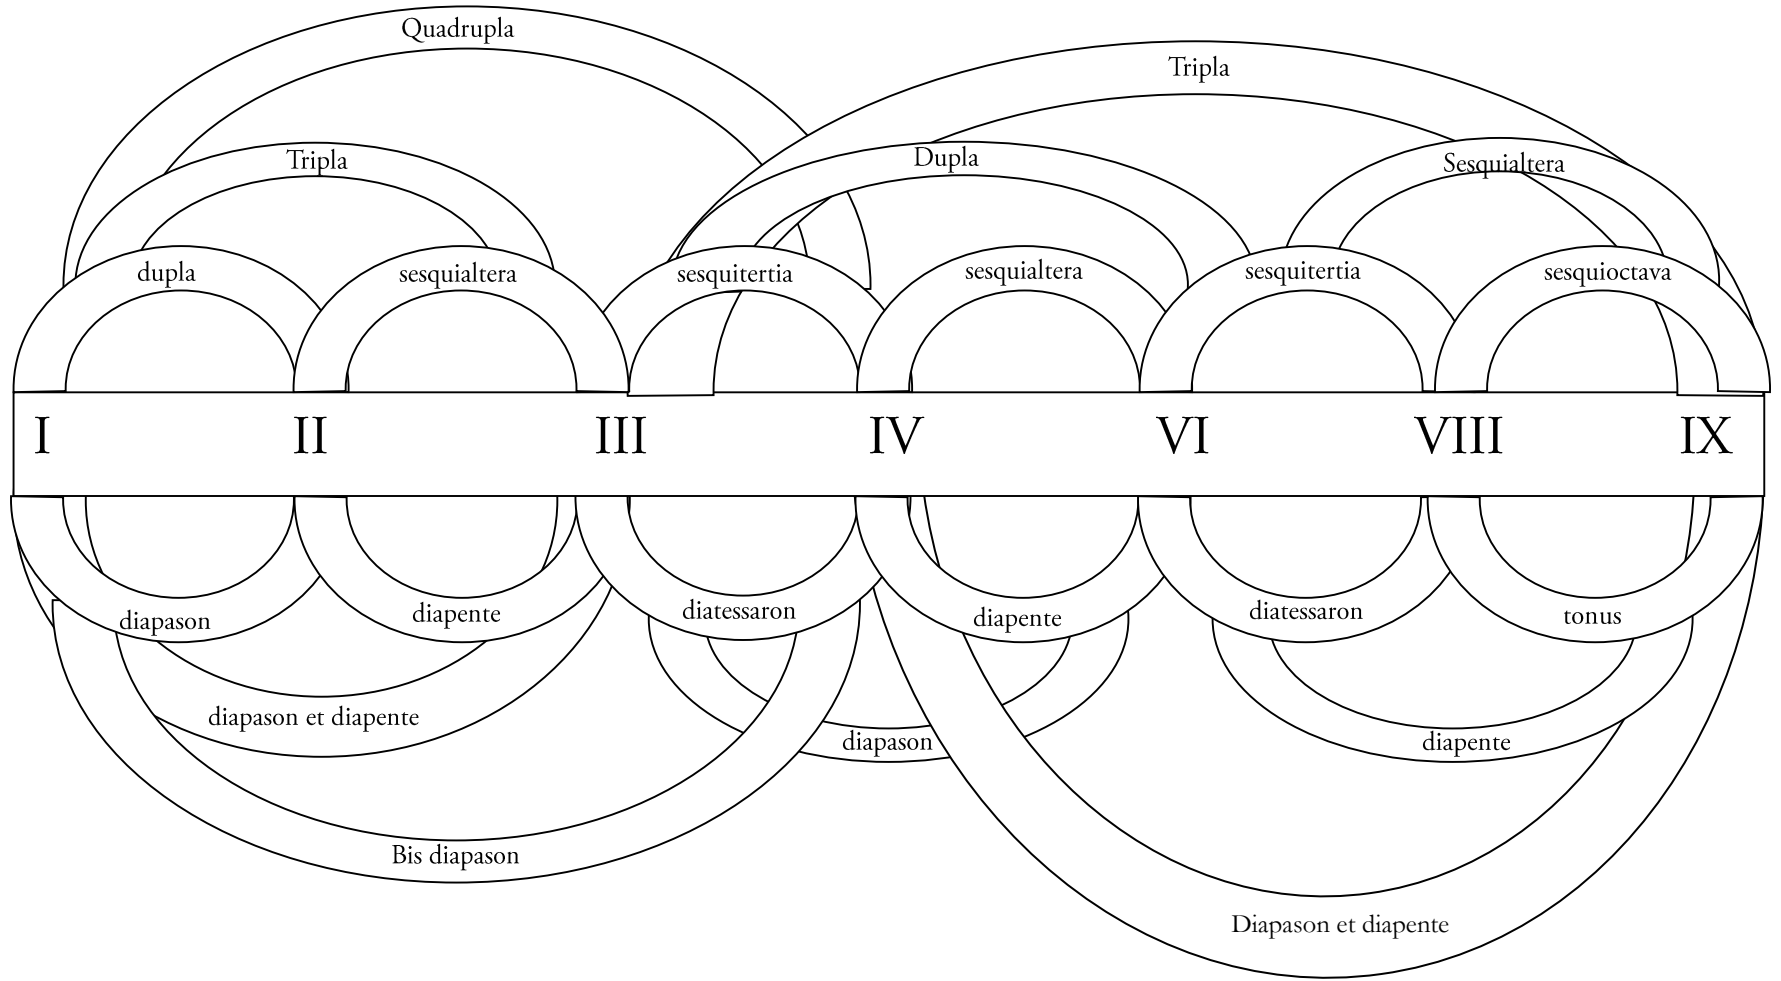 Quadrupla
Tripla
Tripla
Dupla
Sesquialtera
dupla
sesquialtera
sesquitertia
sesquialtera
sesquitertia
sesquioctava
I II III IV VI VIII IX
diapason
diapente
diatessaron
diapente
diatessaron
tonus
diapason et diapente
diapason
diapente
Bis diapason
Diapason et diapente